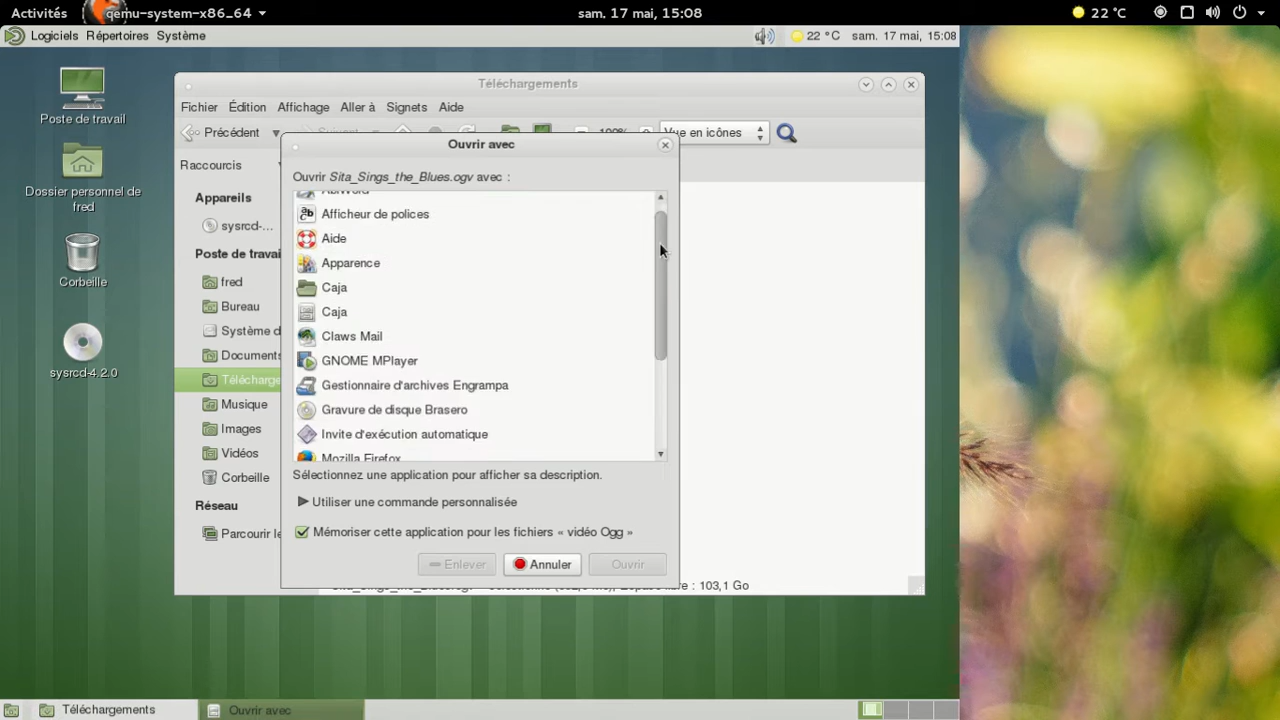 Activités qemu-system-x86_64 sam. 17 mai, 15:08 22 °C
Logiciels Répertoires Système 22 °C sam. 17 mai, 15:08
Poste de travail
Dossier personnel de
fred
Corbeille
sysrcd-4.2.0
Téléchargements
Fichier Édition Affichage Aller à Signets Aide
Précédent Suivant 100% Vue en icônes
Raccourcis
Appareils
sysrcd-...
Poste de travai
fred
Bureau
Système d
Documents
Télécharge
Musique
Images
Vidéos
Corbeille
Réseau
Parcourir le
Ouvrir avec
Ouvrir Sita_Sings_the_Blues.ogv avec :
AbiWord
Afficheur de polices
Aide
Apparence
Caja
Caja
Claws Mail
GNOME MPlayer
Gestionnaire d'archives Engrampa
Gravure de disque Brasero
Invite d'exécution automatique
Mozilla Firefox
Sélectionnez une application pour afficher sa description.
Utiliser une commande personnalisée
Mémoriser cette application pour les fichiers « vidéo Ogg »
Enlever Annuler Ouvrir
libre : 103,1 Go
Téléchargements Ouvrir avec